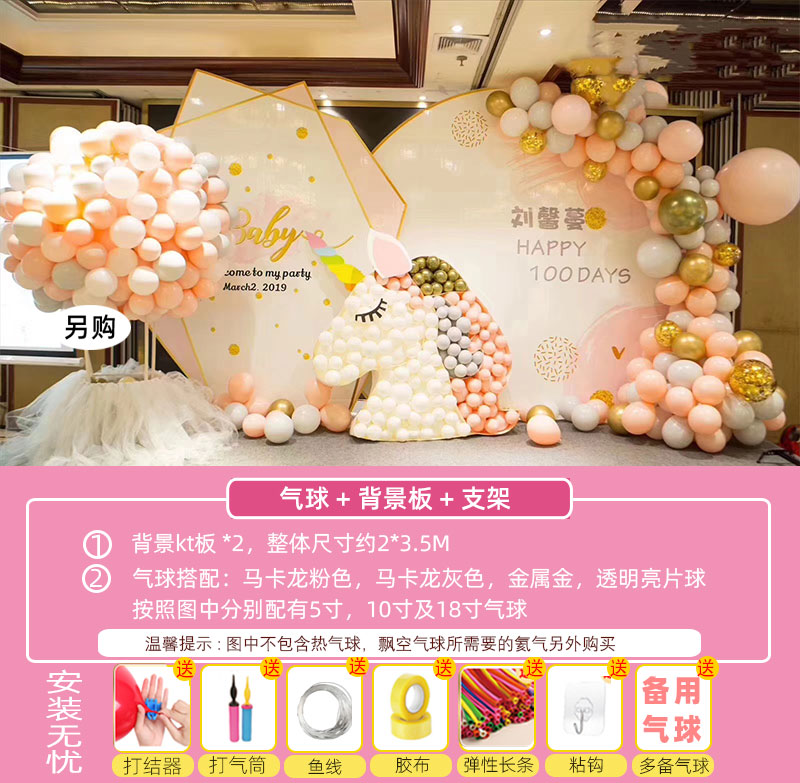 Baby
come to my party
March2. 2019
刘馨蔓
HAPPY
100DAYS
另购
气球 + 背景板 + 支架
① 背景kt板 *2，整体尺寸约2*3.5M
② 气球搭配：马卡龙粉色，马卡龙灰色，金属金，透明亮片球
按照图中分别配有5寸，10寸及18寸气球
温馨提示 : 图中不包含热气球，飘空气球所需要的氦气另外购买
安装无忧
送 送 送 送 送 送 送
备用
气球
打结器 打气筒 鱼线 胶布 弹性长条 粘钩 多备气球